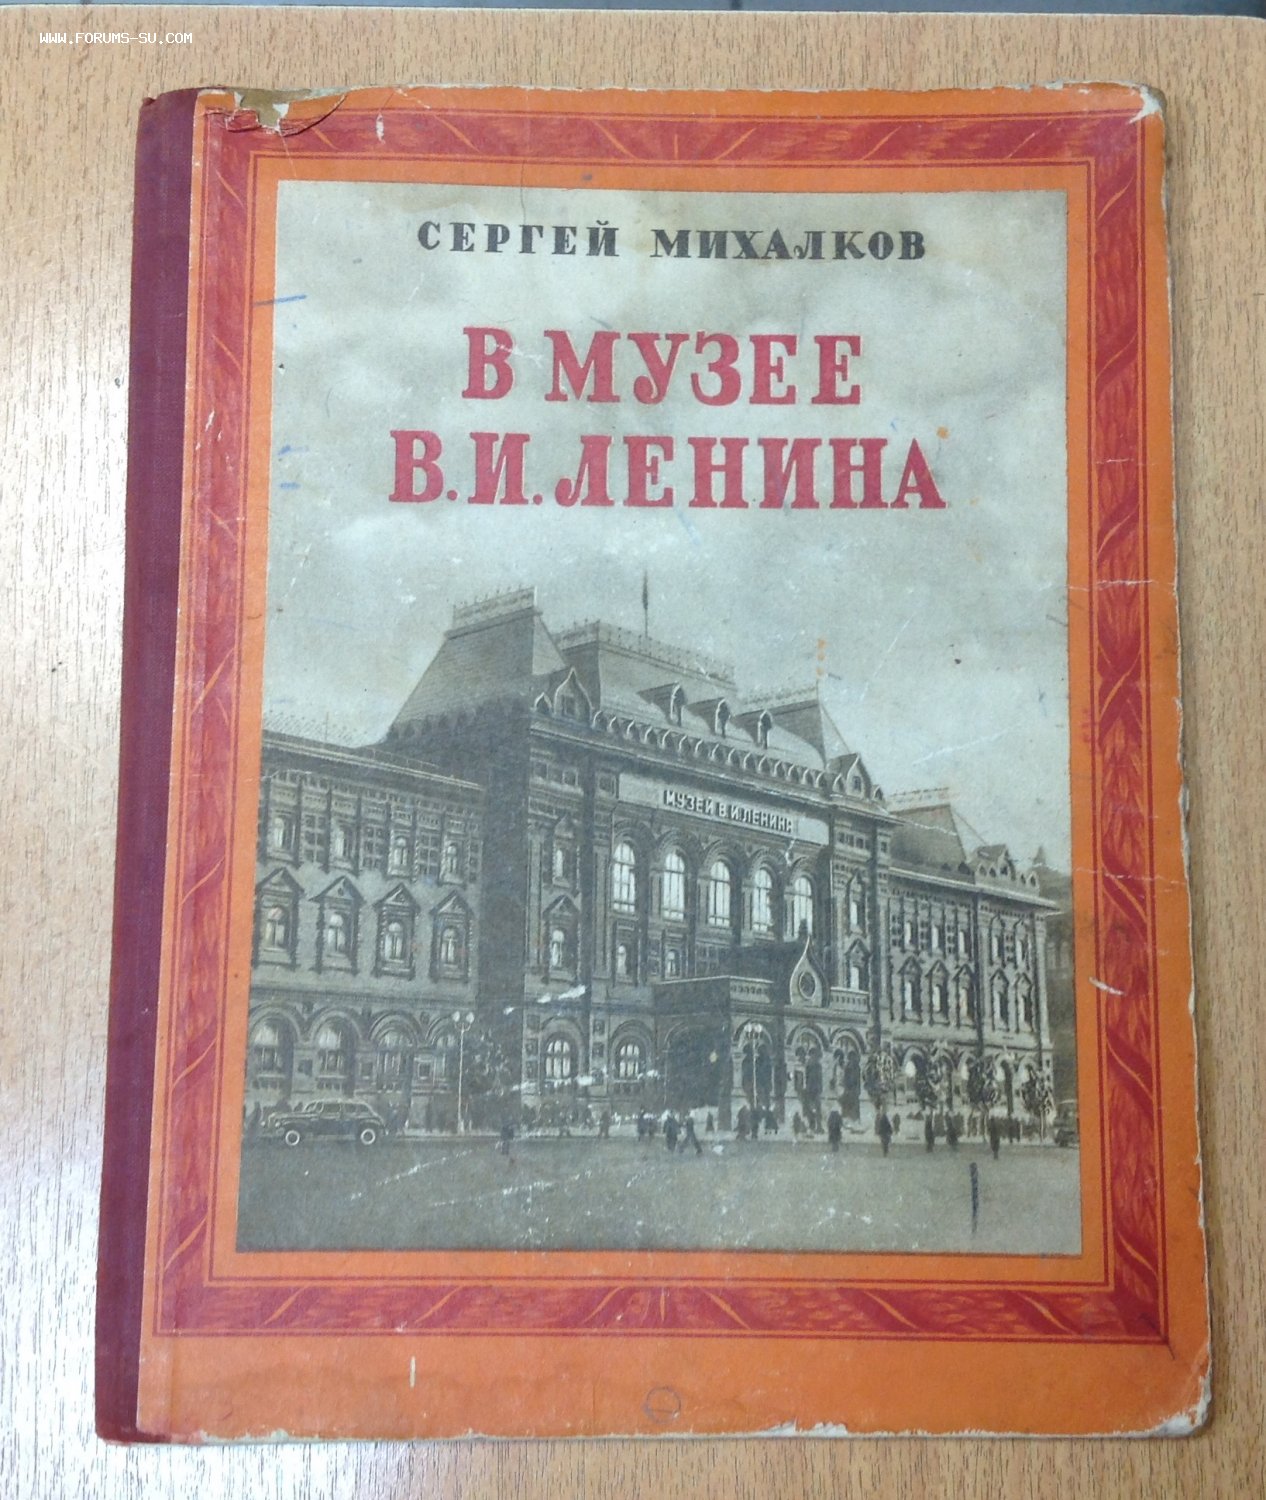 WWW.FORUMS-SU.COM
СЕРГЕЙ МИХАЛКОВ
В МУЗЕЕ
В.И.ЛЕНИНА
МУЗЕЙ В.И.ЛЕНИНА